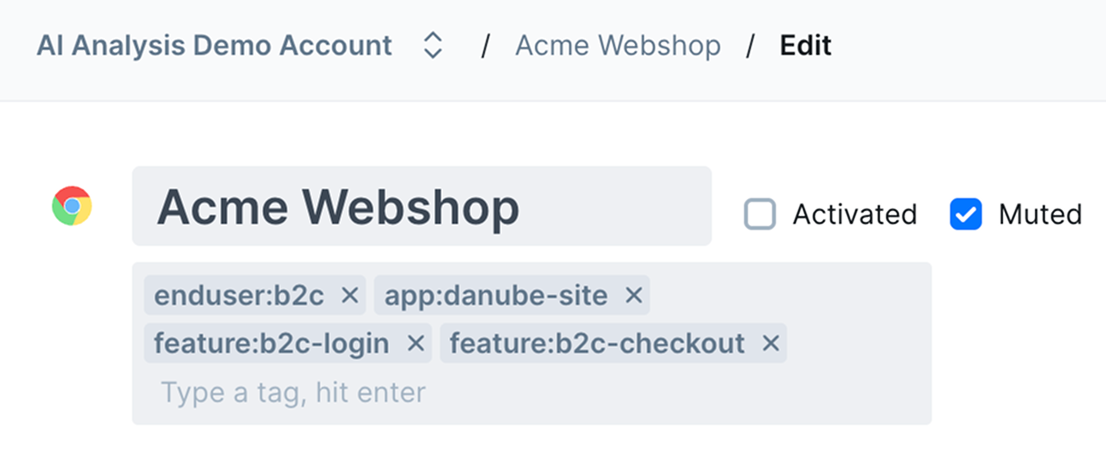 AI Analysis Demo Account / Acme Webshop / Edit
Acme Webshop Activated Muted
enduser:b2c × app:danube-site ×
feature:b2c-login × feature:b2c-checkout ×
Type a tag, hit enter